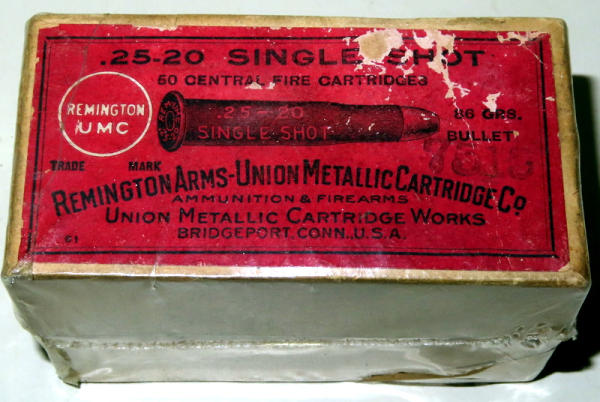 .25-20 SINGLE SHOT
50 CENTRAL FIRE CARTRIDGES
REMINGTON
UMC
.25-20
SINGLE SHOT
86 GRS.
BULLET
TRADE MARK
REMINGTON ARMS-UNION METALLIC CARTRIDGE Co
AMMUNITION & FIREARMS
UNION METALLIC CARTRIDGE WORKS
BRIDGEPORT, CONN., U.S.A.
G1